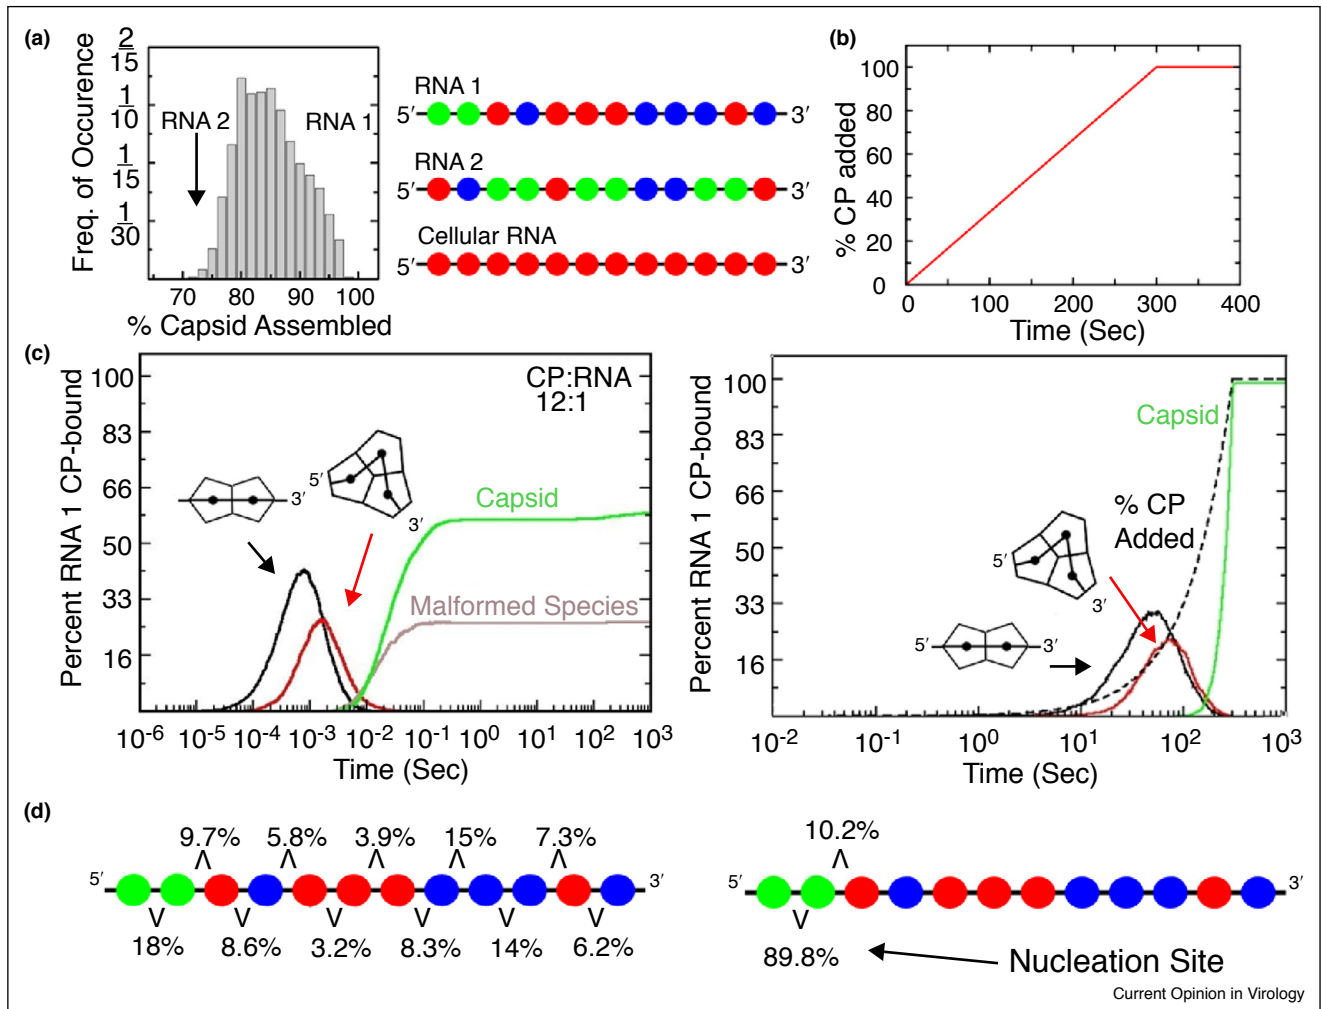 (a)
Freq. of Occurence
2
15
1
10
1
15
1
30
RNA 2
RNA 1
70 80 90 100
% Capsid Assembled
RNA 1
5′ 3′
RNA 2
5′ 3′
Cellular RNA
5′ 3′
(b)
% CP added
100
80
60
40
20
0
0 100 200 300 400
Time (Sec)
(c)
Percent RNA 1 CP-bound
100
83
66
50
33
16
CP:RNA
12:1
5′ 3′
5′ 3′
Capsid
Malformed Species
10-6 10-5 10-4 10-3 10-2 10-1 100 101 102 103
Time (Sec)
Percent RNA 1 CP-bound
100
83
66
50
33
16
Capsid
% CP
Added
5′ 3′
5′ 3′
10-2 10-1 100 101 102 103
Time (Sec)
(d)
9.7% 5.8% 3.9% 15% 7.3%
5′ 3′
18% 8.6% 3.2% 8.3% 14% 6.2%
10.2%
5′ 3′
89.8%
Nucleation Site
Current Opinion in Virology